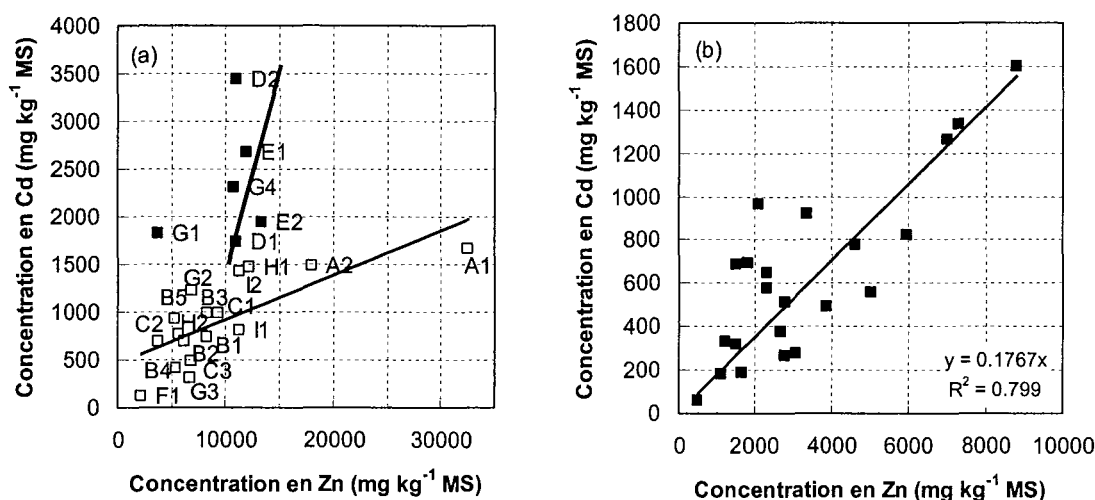 (a)
Concentration en Cd (mg kg⁻¹ MS)
4000
3500
3000
2500
2000
1500
1000
500
0
D2
E1
G4
E2
G1
D1
H1
A2
A1
I2
G2
B5
B3
C1
C2
H2
I1
B1
B2
B4
C3
F1
G3
0 10000 20000 30000
Concentration en Zn (mg kg⁻¹ MS)
(b)
Concentration en Cd (mg kg⁻¹ MS)
1800
1600
1400
1200
1000
800
600
400
200
0
y = 0.1767x
R² = 0.799
0 2000 4000 6000 8000 10000
Concentration en Zn (mg kg⁻¹ MS)